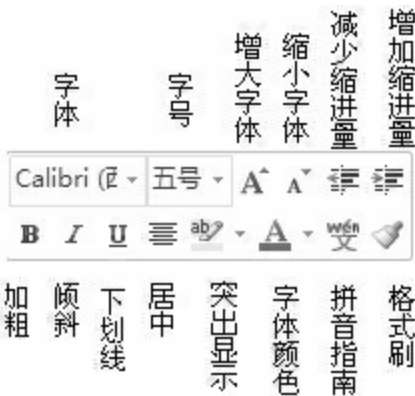 字体
字号
增大字体
缩小字体
减少缩进量
增加缩进量
Calibri (西
五号
A A
B I U ab A wén 文
加粗
倾斜
下划线
居中
突出显示
字体颜色
拼音指南
格式刷